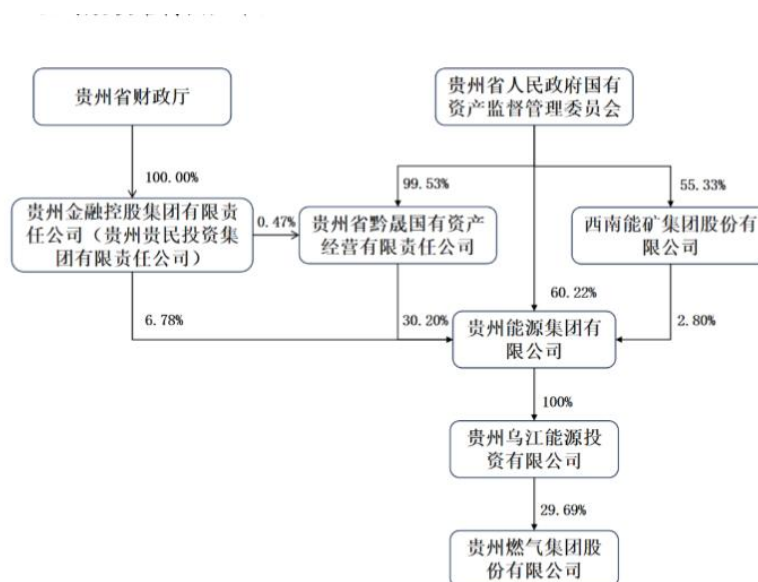 贵州省财政厅
贵州省人民政府国有
资产监督管理委员会
100.00%
99.53%
55.33%
贵州金融控股集团有限责
任公司（贵州贵民投资集
团有限责任公司）
0.47%
贵州省黔晟国有资产
经营有限责任公司
西南能矿集团股份有
限公司
60.22%
6.78%
30.20%
2.80%
贵州能源集团有
限公司
100%
贵州乌江能源投
资有限公司
29.69%
贵州燃气集团股
份有限公司